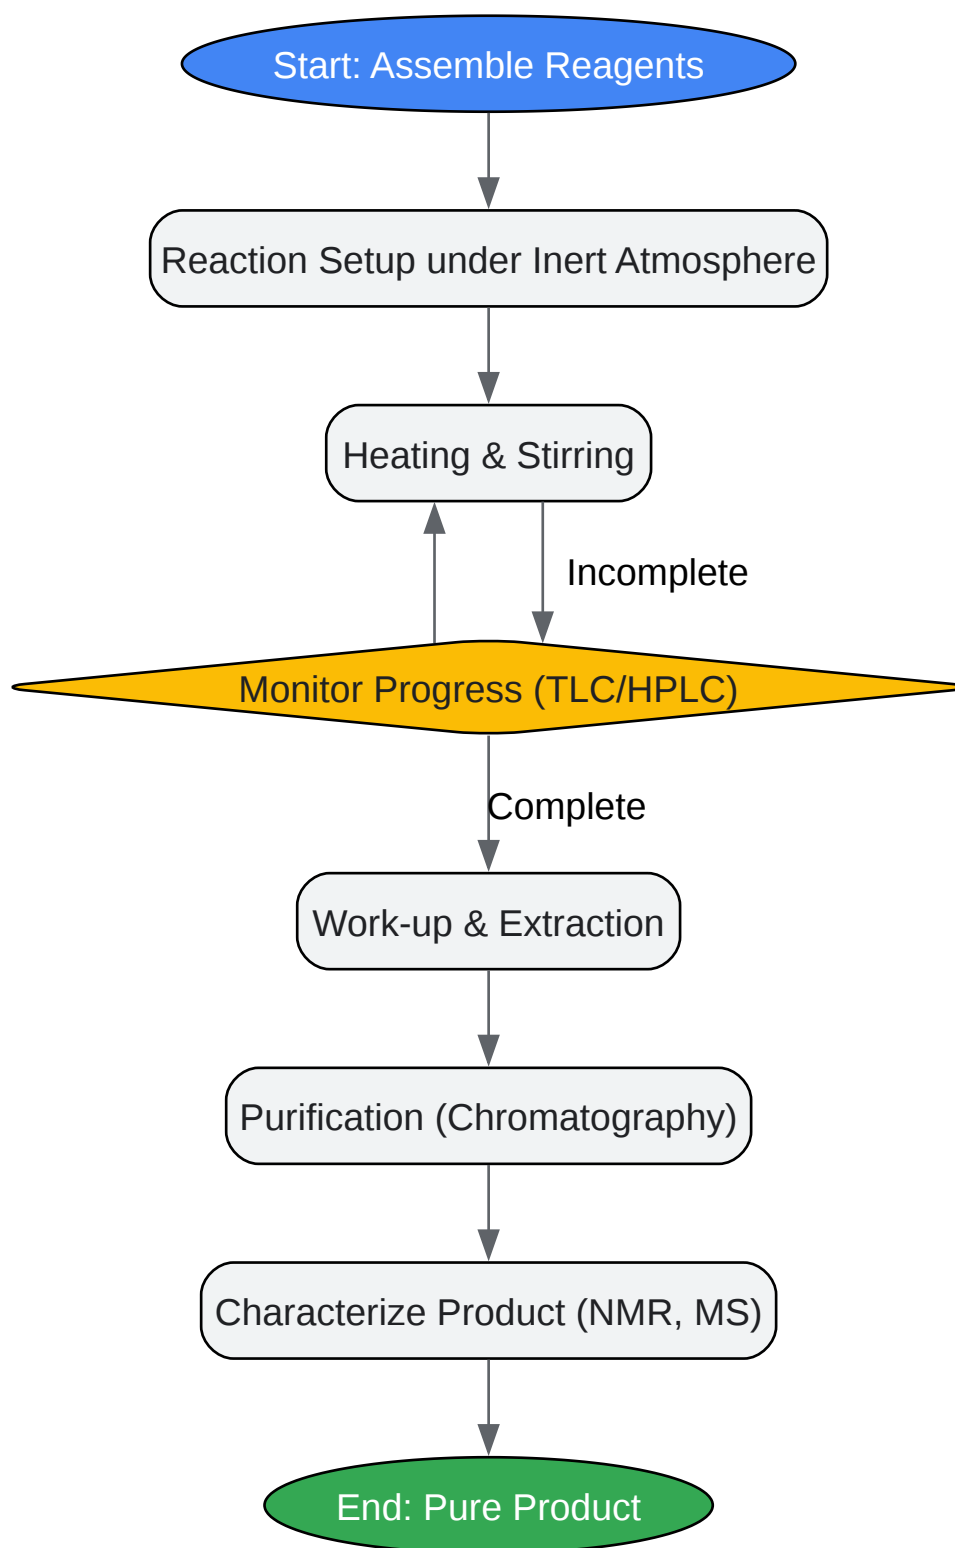 Start: Assemble Reagents
Reaction Setup under Inert Atmosphere
Heating & Stirring
Incomplete
Monitor Progress (TLC/HPLC)
Complete
Work-up & Extraction
Purification (Chromatography)
Characterize Product (NMR, MS)
End: Pure Product